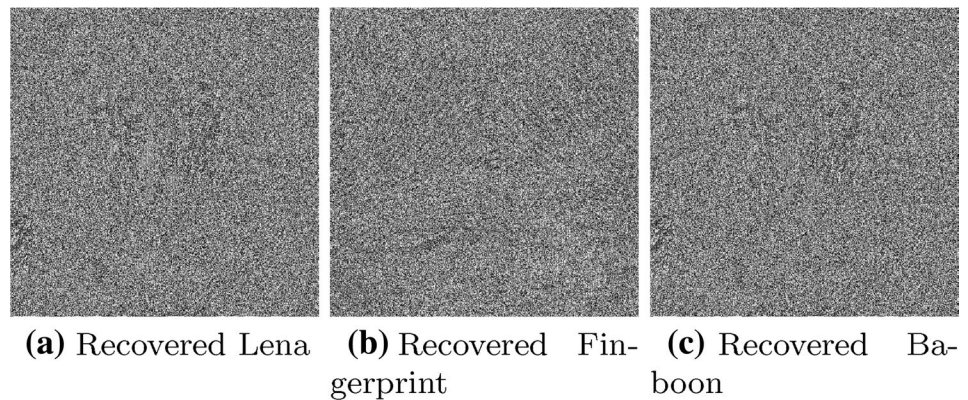 (a) Recovered Lena
(b) Recovered Fin-
gerprint
(c) Recovered Ba-
boon